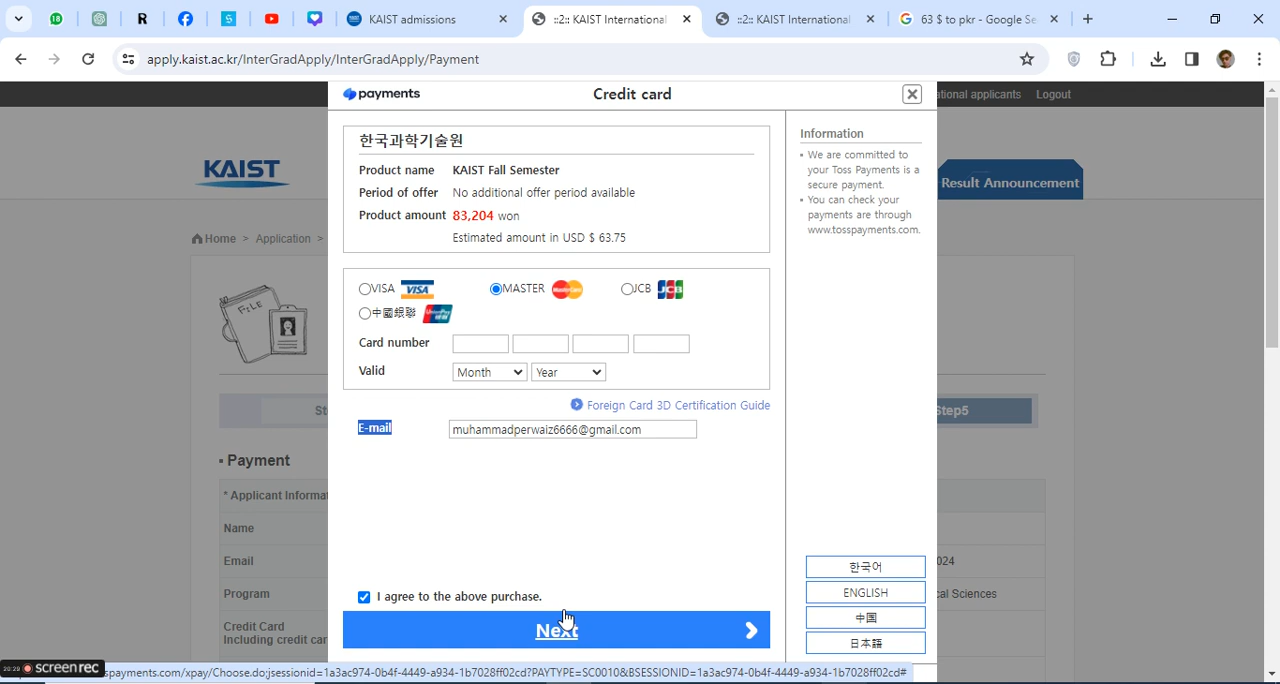 KAIST admissions
::2:: KAIST International
::2:: KAIST International
63 $ to pkr - Google Se
apply.kaist.ac.kr/InterGradApply/InterGradApply/Payment
payments
Credit card
ational applicants
Logout
KAIST
Result Announcement
Home > Application >
한국과학기술원
Product name KAIST Fall Semester
Period of offer No additional offer period available
Product amount 83,204 won
Estimated amount in USD $ 63.75
VISA VISA
MASTER MasterCard
JCB JCB
中國銀聯 UnionPay
Card number
Valid Month Year
Foreign Card 3D Certification Guide
E-mail muhammadperwaiz6666@gmail.com
I agree to the above purchase.
Next
Information
We are committed to
your Toss Payments is a
secure payment.
You can check your
payments are through
www.tosspayments.com.
한국어
ENGLISH
中国
日本語
FILE
St
Step5
Payment
* Applicant Informa
Name
Email
024
Program
cal Sciences
Credit Card
Including credit car
20:29 screenrec
spayments.com/xpay/Choose.do;jsessionid=1a3ac974-0b4f-4449-a934-1b7028ff02cd?PAYTYPE=SC0010&BSESSIONID=1a3ac974-0b4f-4449-a934-1b7028ff02cd#